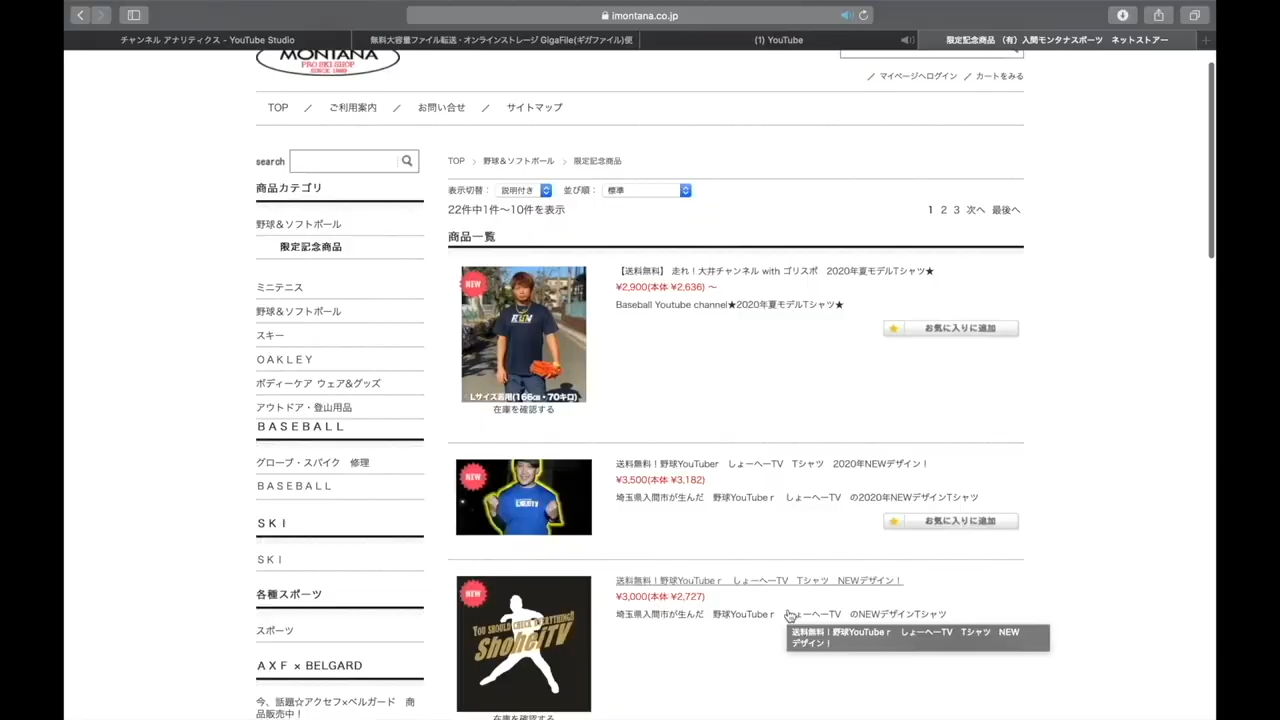 imontana.co.jp
チャンネル アナリティクス - YouTube Studio
無料大容量ファイル転送・オンラインストレージ GigaFile(ギガファイル)便
(1) YouTube
限定記念商品 （有）入間モンタナスポーツ ネットストアー
MONTANA
PRO SKI SHOP
SINCE 1989
マイページへログイン
カートをみる
TOP
ご利用案内
お問い合せ
サイトマップ
search
商品カテゴリ
野球＆ソフトボール
限定記念商品
ミニテニス
野球＆ソフトボール
スキー
OAKLEY
ボディーケア ウェア&グッズ
アウトドア・登山用品
BASEBALL
グローブ・スパイク 修理
BASEBALL
SKI
SKI
各種スポーツ
スポーツ
AXF × BELGARD
今、話題☆アクセフ×ベルガード 商
品販売中！
TOP > 野球＆ソフトボール > 限定記念商品
表示切替： 説明付き 並び順： 標準
22件中1件〜10件を表示
1 2 3 次へ 最後へ
商品一覧
NEW
RUN
Lサイズ着用(166㎝・70キロ)
在庫を確認する
【送料無料】 走れ！大井チャンネル with ゴリスポ 2020年夏モデルTシャツ★
¥2,900(本体 ¥2,636) 〜
Baseball Youtube channel★2020年夏モデルTシャツ★
お気に入りに追加
NEW
送料無料！野球YouTuber しょーへーTV Tシャツ 2020年NEWデザイン！
¥3,500(本体 ¥3,182)
埼玉県入間市が生んだ 野球YouTubeｒ しょーへーTV の2020年NEWデザインTシャツ
お気に入りに追加
NEW
YOU SHOULD CHECK EVERYTHING!!
ShoheiTV
在庫を確認する
送料無料！野球YouTubeｒ しょーへーTV Tシャツ NEWデザイン！
¥3,000(本体 ¥2,727)
埼玉県入間市が生んだ 野球YouTubeｒ しょーへーTV のNEWデザインTシャツ
送料無料！野球YouTubeｒ しょーへーTV Tシャツ NEW
デザイン！